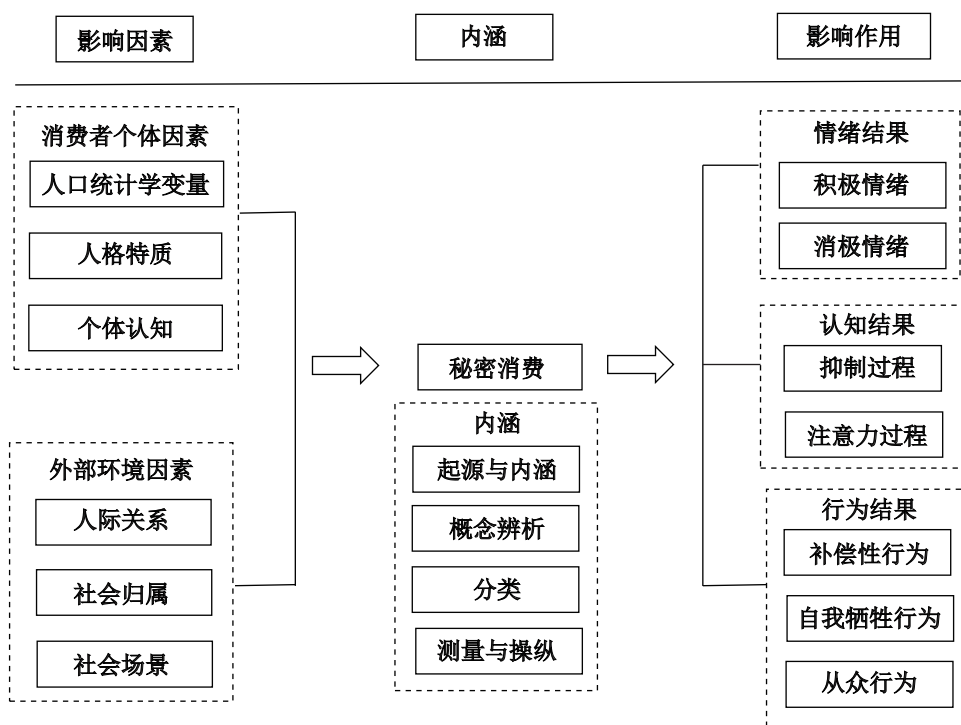 影响因素
内涵
影响作用
消费者个体因素
人口统计学变量
人格特质
个体认知
外部环境因素
人际关系
社会归属
社会场景
秘密消费
内涵
起源与内涵
概念辨析
分类
测量与操纵
情绪结果
积极情绪
消极情绪
认知结果
抑制过程
注意力过程
行为结果
补偿性行为
自我牺牲行为
从众行为